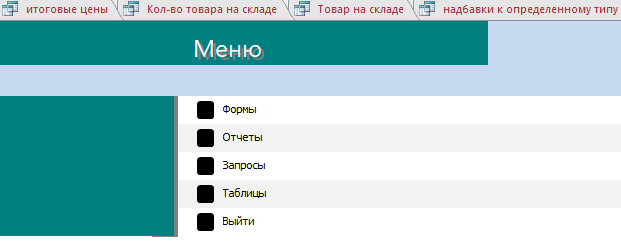 итоговые цены Кол-во товара на складе Товар на складе надбавки к определенному типу
Меню
Формы
Отчеты
Запросы
Таблицы
Выйти